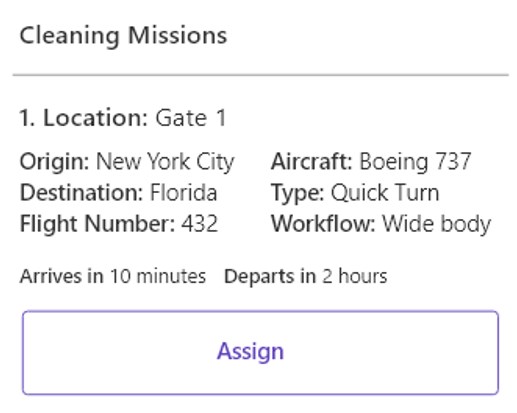 Cleaning Missions
1. Location: Gate 1
Origin: New York City Aircraft: Boeing 737
Destination: Florida Type: Quick Turn
Flight Number: 432 Workflow: Wide body
Arrives in 10 minutes Departs in 2 hours
Assign